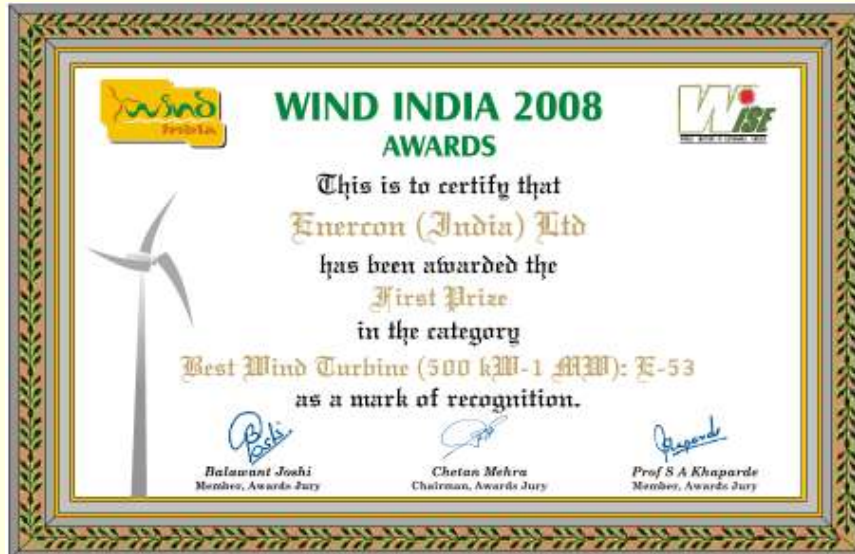 wind
india
WIND INDIA 2008
AWARDS
WISE
This is to certify that
Enercon (India) Ltd
has been awarded the
First Prize
in the category
Best Wind Turbine (500 kW-1 MW): E-53
as a mark of recognition.
Balawant Joshi
Member, Awards Jury
Chetan Mehra
Chairman, Awards Jury
Prof S A Khaparde
Member, Awards Jury